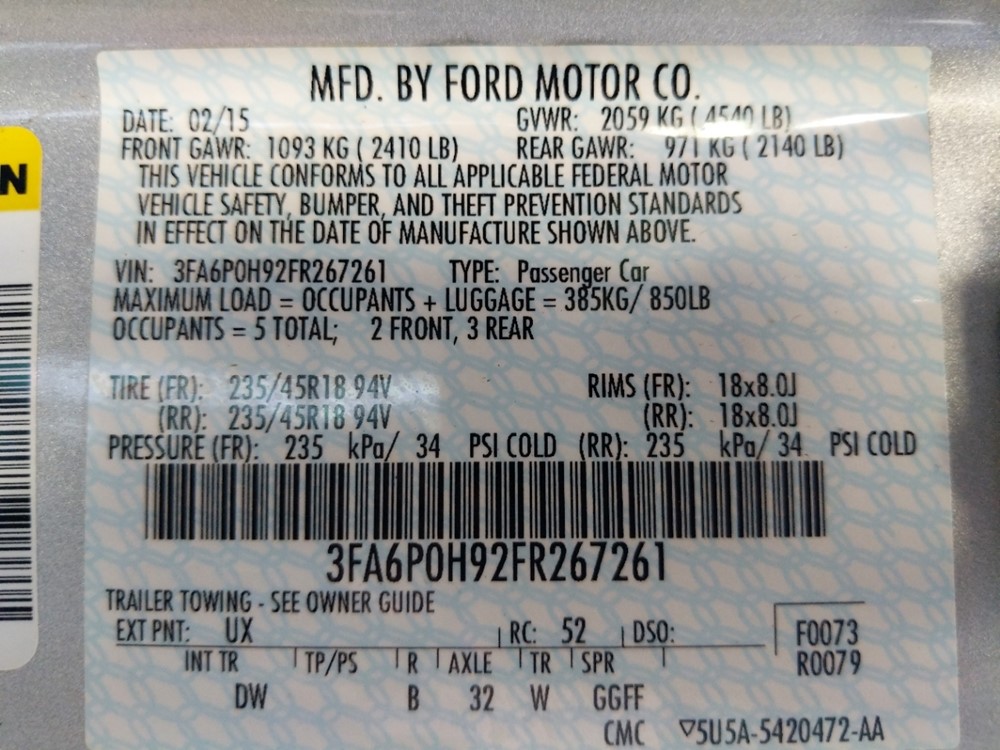 MFD. BY FORD MOTOR CO.
DATE: 02/15 GVWR: 2059 KG ( 4540 LB)
FRONT GAWR: 1093 KG ( 2410 LB) REAR GAWR: 971 KG ( 2140 LB)
THIS VEHICLE CONFORMS TO ALL APPLICABLE FEDERAL MOTOR
VEHICLE SAFETY, BUMPER, AND THEFT PREVENTION STANDARDS
IN EFFECT ON THE DATE OF MANUFACTURE SHOWN ABOVE.
VIN: 3FA6P0H92FR267261 TYPE: Passenger Car
MAXIMUM LOAD = OCCUPANTS + LUGGAGE = 385KG/ 850LB
OCCUPANTS = 5 TOTAL; 2 FRONT, 3 REAR
TIRE (FR): 235/45R18 94V RIMS (FR): 18x8.0J
(RR): 235/45R18 94V (RR): 18x8.0J
PRESSURE (FR): 235 kPa/ 34 PSI COLD (RR): 235 kPa/ 34 PSI COLD
3FA6P0H92FR267261
TRAILER TOWING - SEE OWNER GUIDE
EXT PNT: UX RC: 52 DSO: F0073
INT TR TP/PS R AXLE TR SPR R0079
DW B 32 W GGFF
CMC ▽5U5A-5420472-AA